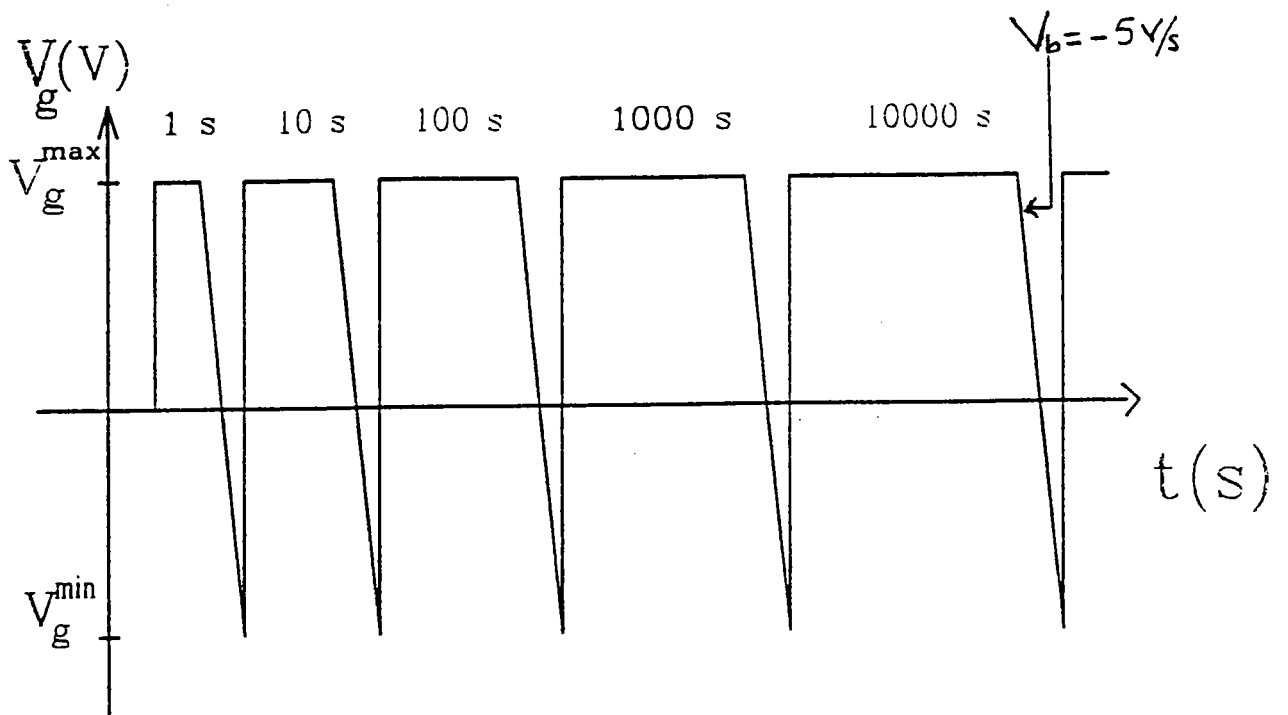 V_b = -5 V/s
V_g(V)
1 s 10 s 100 s 1000 s 10000 s
V_g^max
t(s)
V_g^min